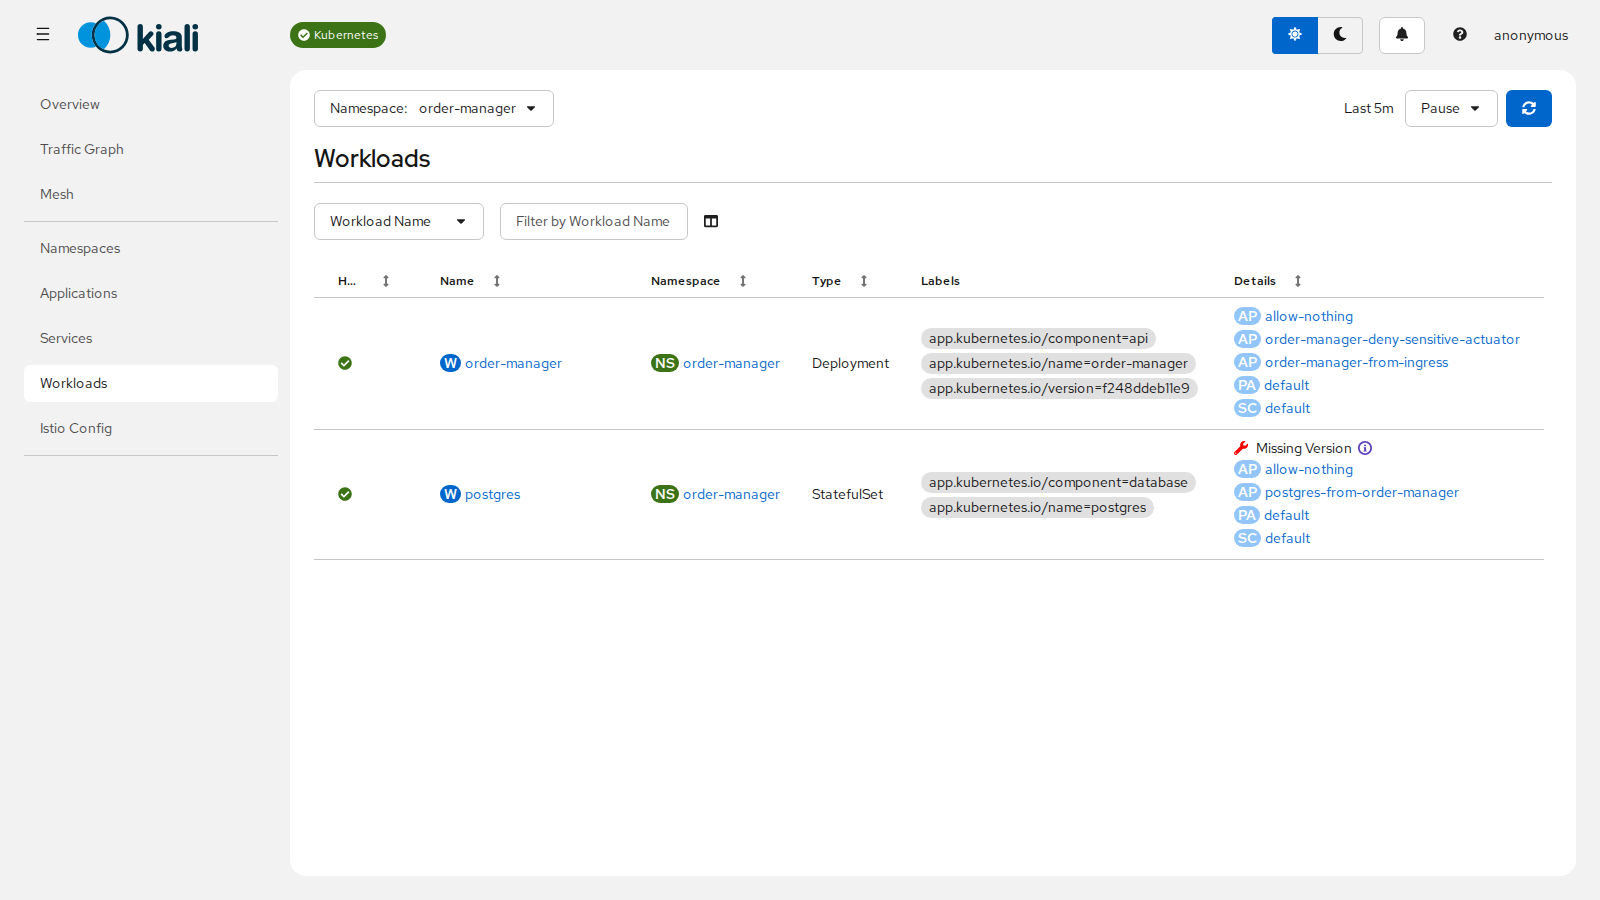 kiali
Kubernetes
anonymous
Overview
Traffic Graph
Mesh
Namespaces
Applications
Services
Workloads
Istio Config
Namespace: order-manager
Last 5m
Pause
Workloads
Workload Name
Filter by Workload Name
H... Name Namespace Type Labels Details
W order-manager
NS order-manager
Deployment
app.kubernetes.io/component=api
app.kubernetes.io/name=order-manager
app.kubernetes.io/version=f248ddeb11e9
AP allow-nothing
AP order-manager-deny-sensitive-actuator
AP order-manager-from-ingress
PA default
SC default
W postgres
NS order-manager
StatefulSet
app.kubernetes.io/component=database
app.kubernetes.io/name=postgres
Missing Version
AP allow-nothing
AP postgres-from-order-manager
PA default
SC default